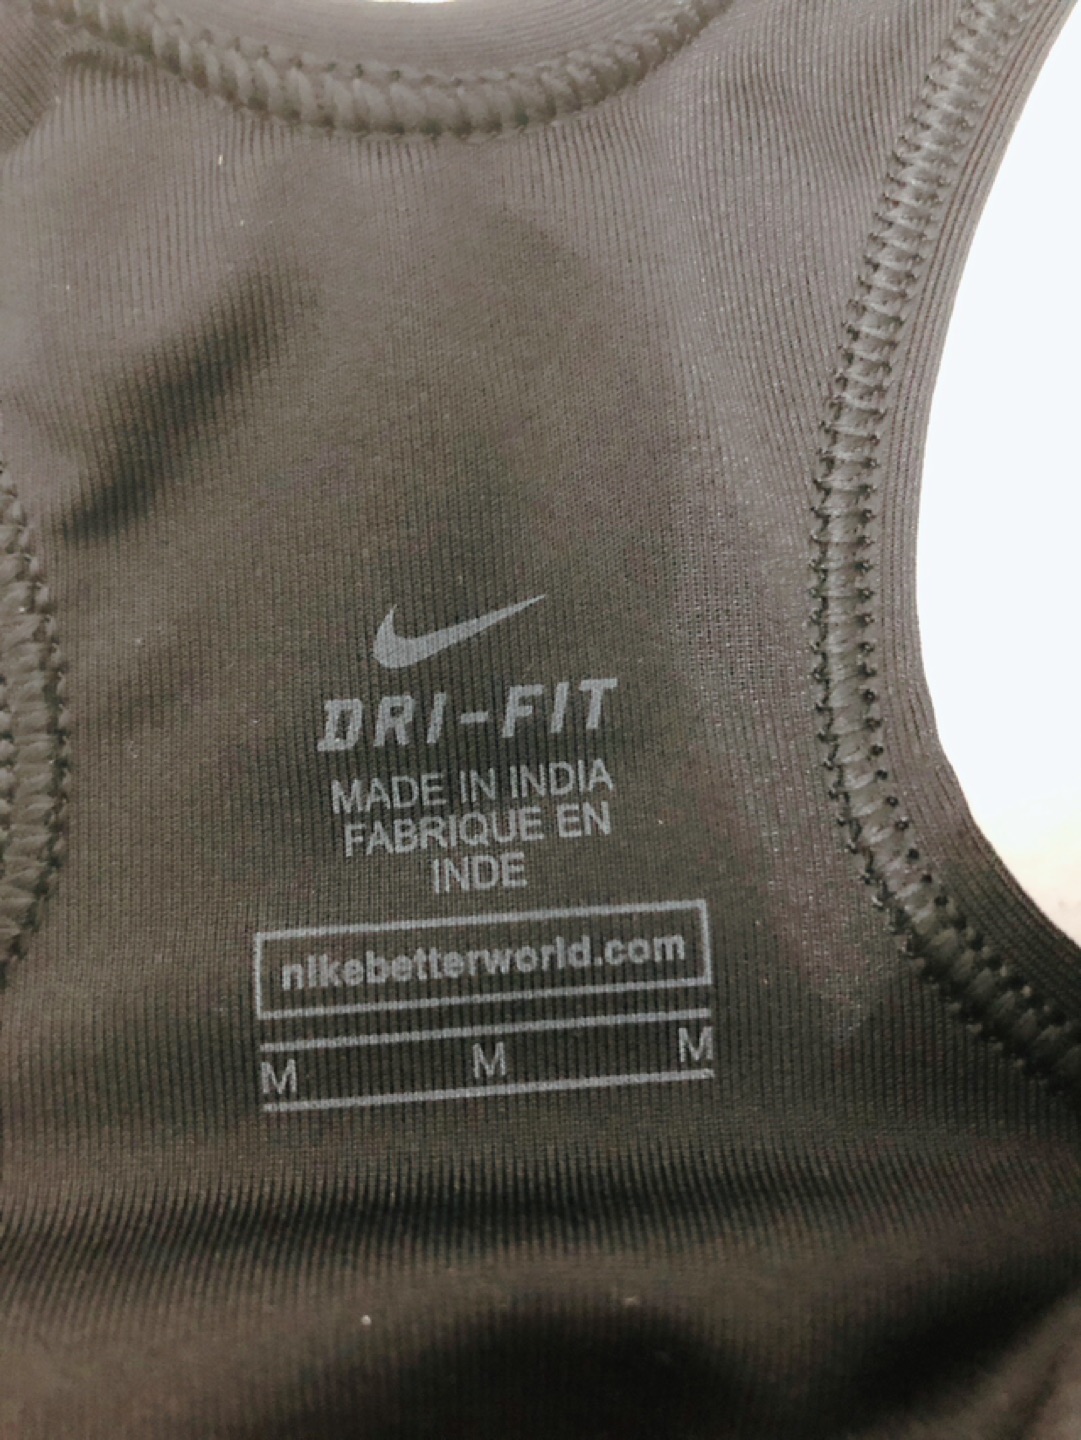 DRI-FIT
MADE IN INDIA
FABRIQUE EN
INDE
nikebetterworld.com
M M M